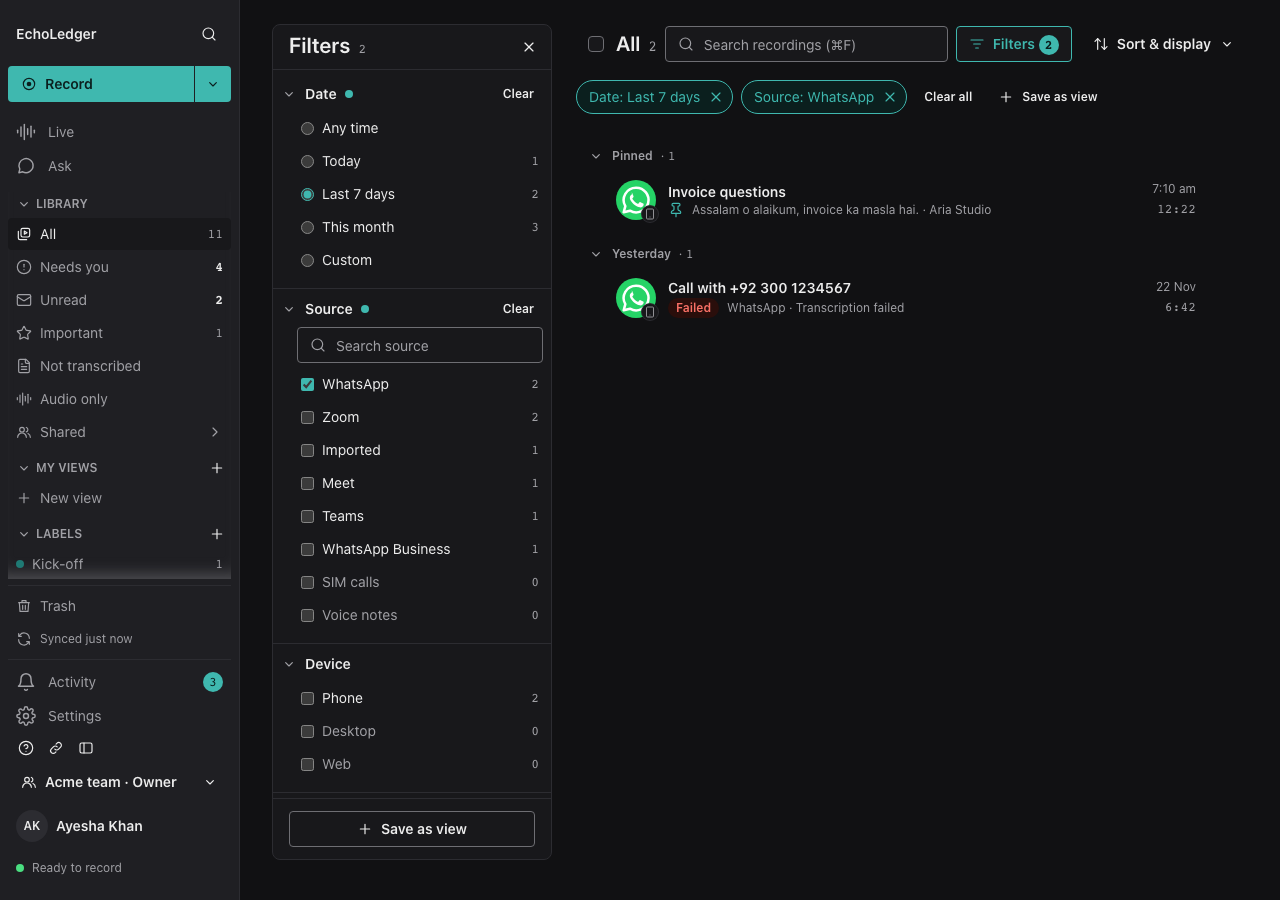 EchoLedger
Record
Live
Ask
LIBRARY
All 11
Needs you 4
Unread 2
Important 1
Not transcribed
Audio only
Shared
MY VIEWS
New view
LABELS
Kick-off 1
Trash
Synced just now
Activity 3
Settings
Acme team · Owner
AK Ayesha Khan
Ready to record
Filters 2
Date Clear
Any time
Today 1
Last 7 days 2
This month 3
Custom
Source Clear
Search source
WhatsApp 2
Zoom 2
Imported 1
Meet 1
Teams 1
WhatsApp Business 1
SIM calls 0
Voice notes 0
Device
Phone 2
Desktop 0
Web 0
Save as view
All 2
Search recordings (⌘F)
Filters 2
Sort & display
Date: Last 7 days
Source: WhatsApp
Clear all
Save as view
Pinned · 1
Invoice questions 7:10 am
Assalam o alaikum, invoice ka masla hai. · Aria Studio 12:22
Yesterday · 1
Call with +92 300 1234567 22 Nov
Failed WhatsApp · Transcription failed 6:42